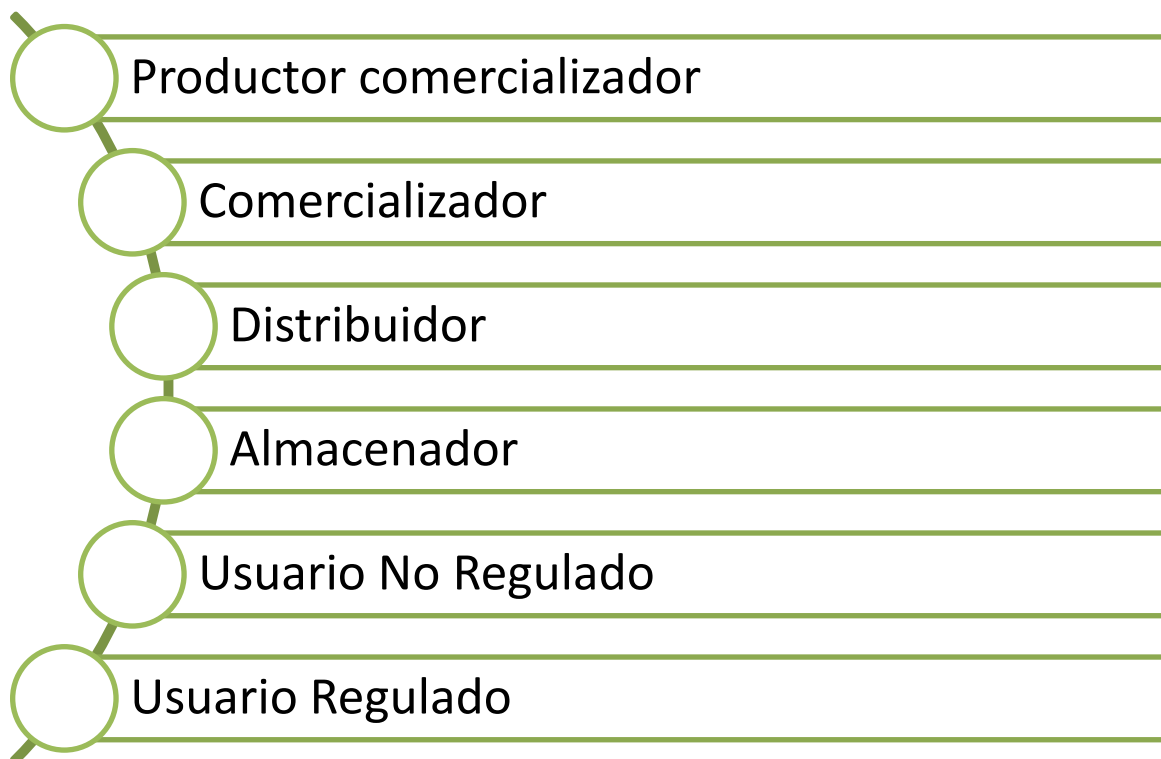 Productor comercializador
Comercializador
Distribuidor
Almacenador
Usuario No Regulado
Usuario Regulado